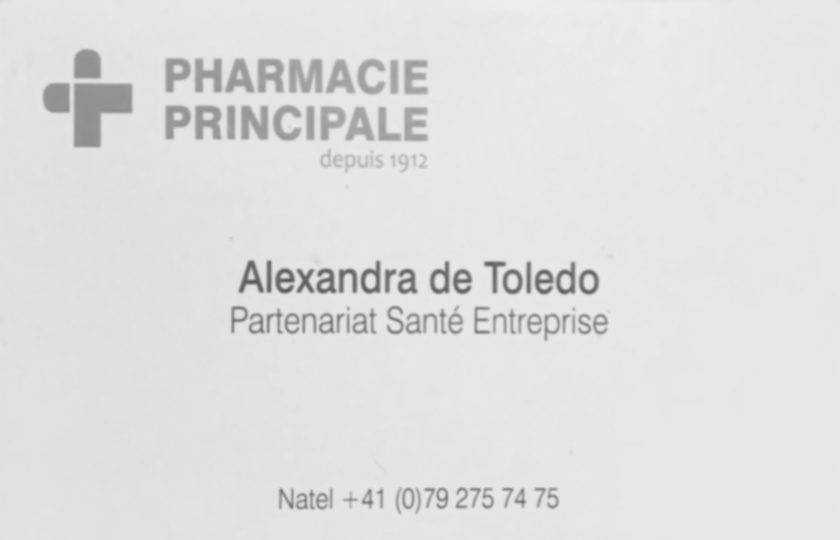 PHARMACIE
PRINCIPALE
depuis 1912
Alexandra de Toledo
Partenariat Santé Entreprise
Natel +41 (0)79 275 74 75